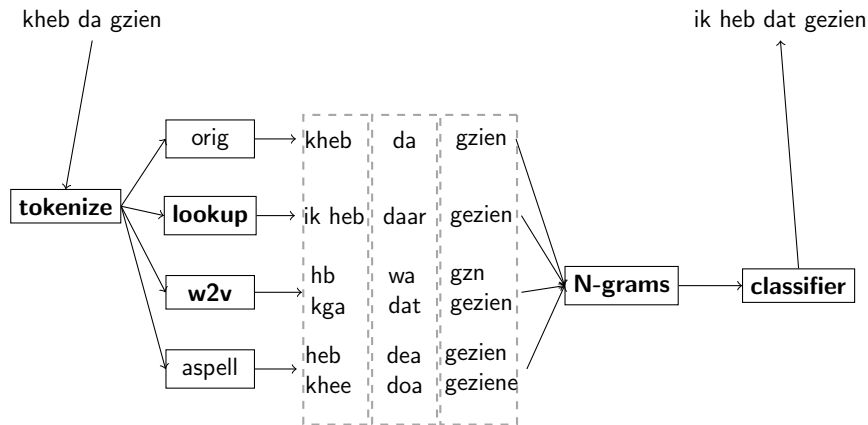 kheb da gzien
ik heb dat gezien
orig
kheb da gzien
tokenize
lookup
ik heb daar gezien
w2v
hb wa gzn
kga dat gezien
N-grams
classifier
aspell
heb dea gezien
khee doa geziene